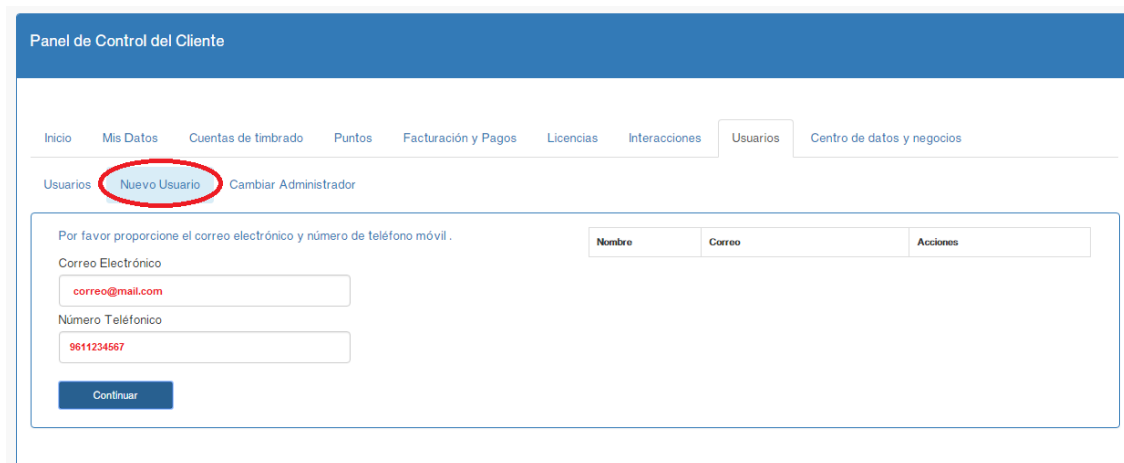 Panel de Control del Cliente
Inicio Mis Datos Cuentas de timbrado Puntos Facturación y Pagos Licencias Interacciones Usuarios Centro de datos y negocios
Usuarios Nuevo Usuario Cambiar Administrador
Por favor proporcione el correo electrónico y número de teléfono móvil .
Correo Electrónico
correo@mail.com
Número Teléfonico
9611234567
Continuar
Nombre Correo Acciones